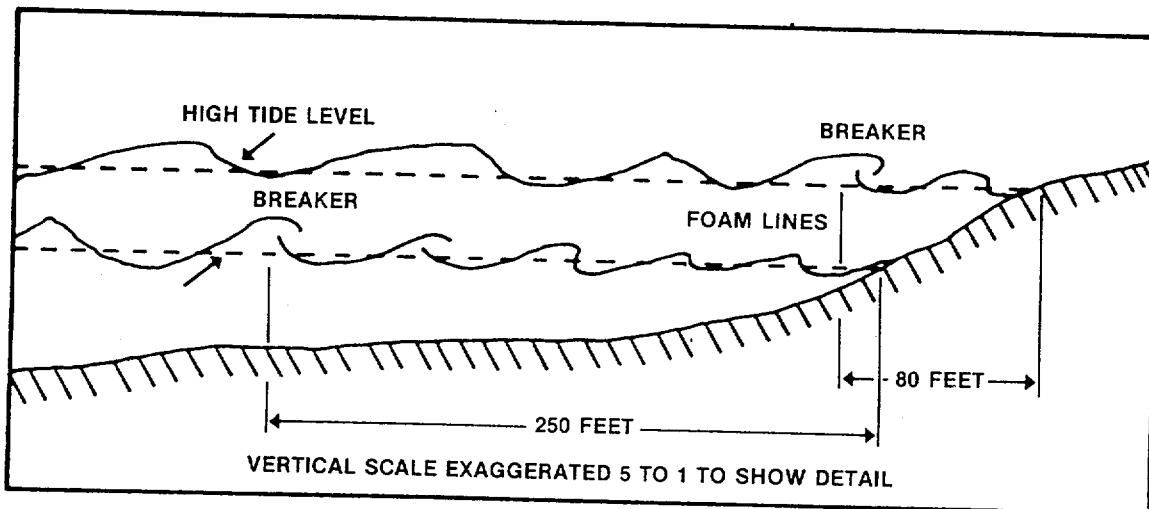 HIGH TIDE LEVEL
BREAKER
BREAKER
FOAM LINES
80 FEET
250 FEET
VERTICAL SCALE EXAGGERATED 5 TO 1 TO SHOW DETAIL